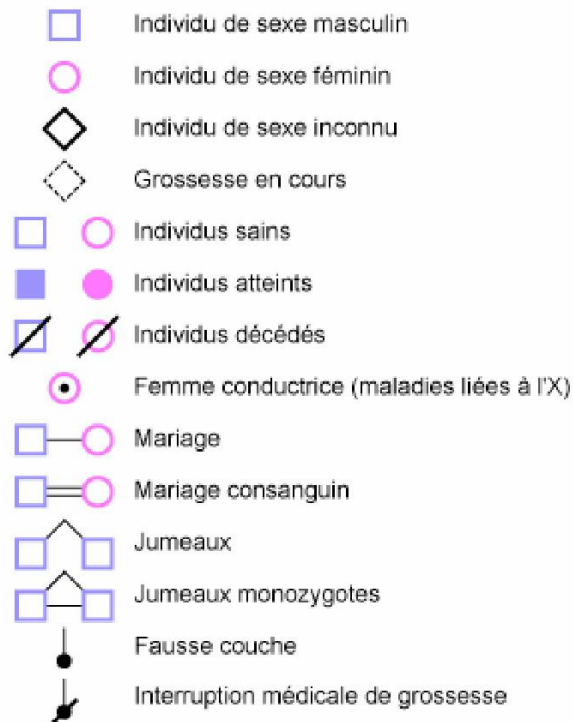 Individu de sexe masculin
Individu de sexe féminin
Individu de sexe inconnu
Grossesse en cours
Individus sains
Individus atteints
Individus décédés
Femme conductrice (maladies liées à l'X)
Mariage
Mariage consanguin
Jumeaux
Jumeaux monozygotes
Fausse couche
Interruption médicale de grossesse